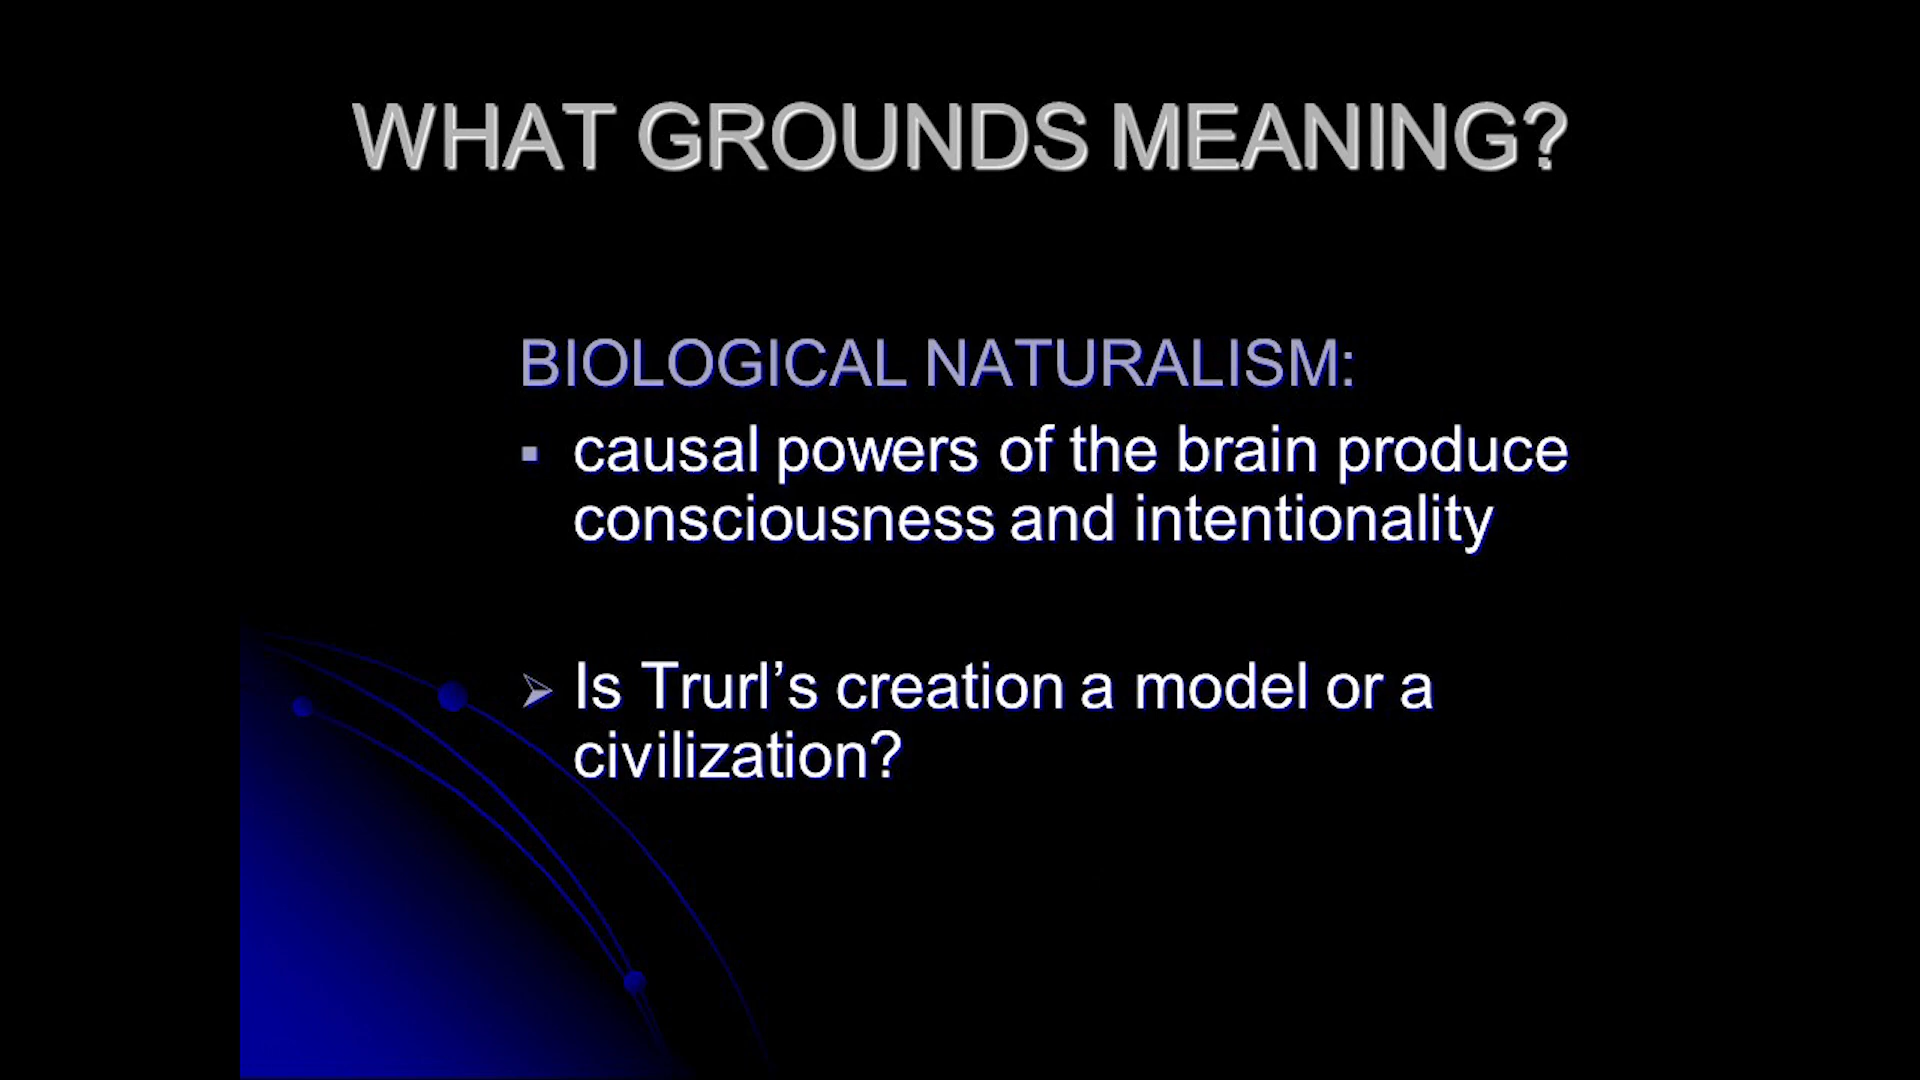 WHAT GROUNDS MEANING?
BIOLOGICAL NATURALISM:
▪ causal powers of the brain produce
consciousness and intentionality
➢ Is Trurl’s creation a model or a
civilization?